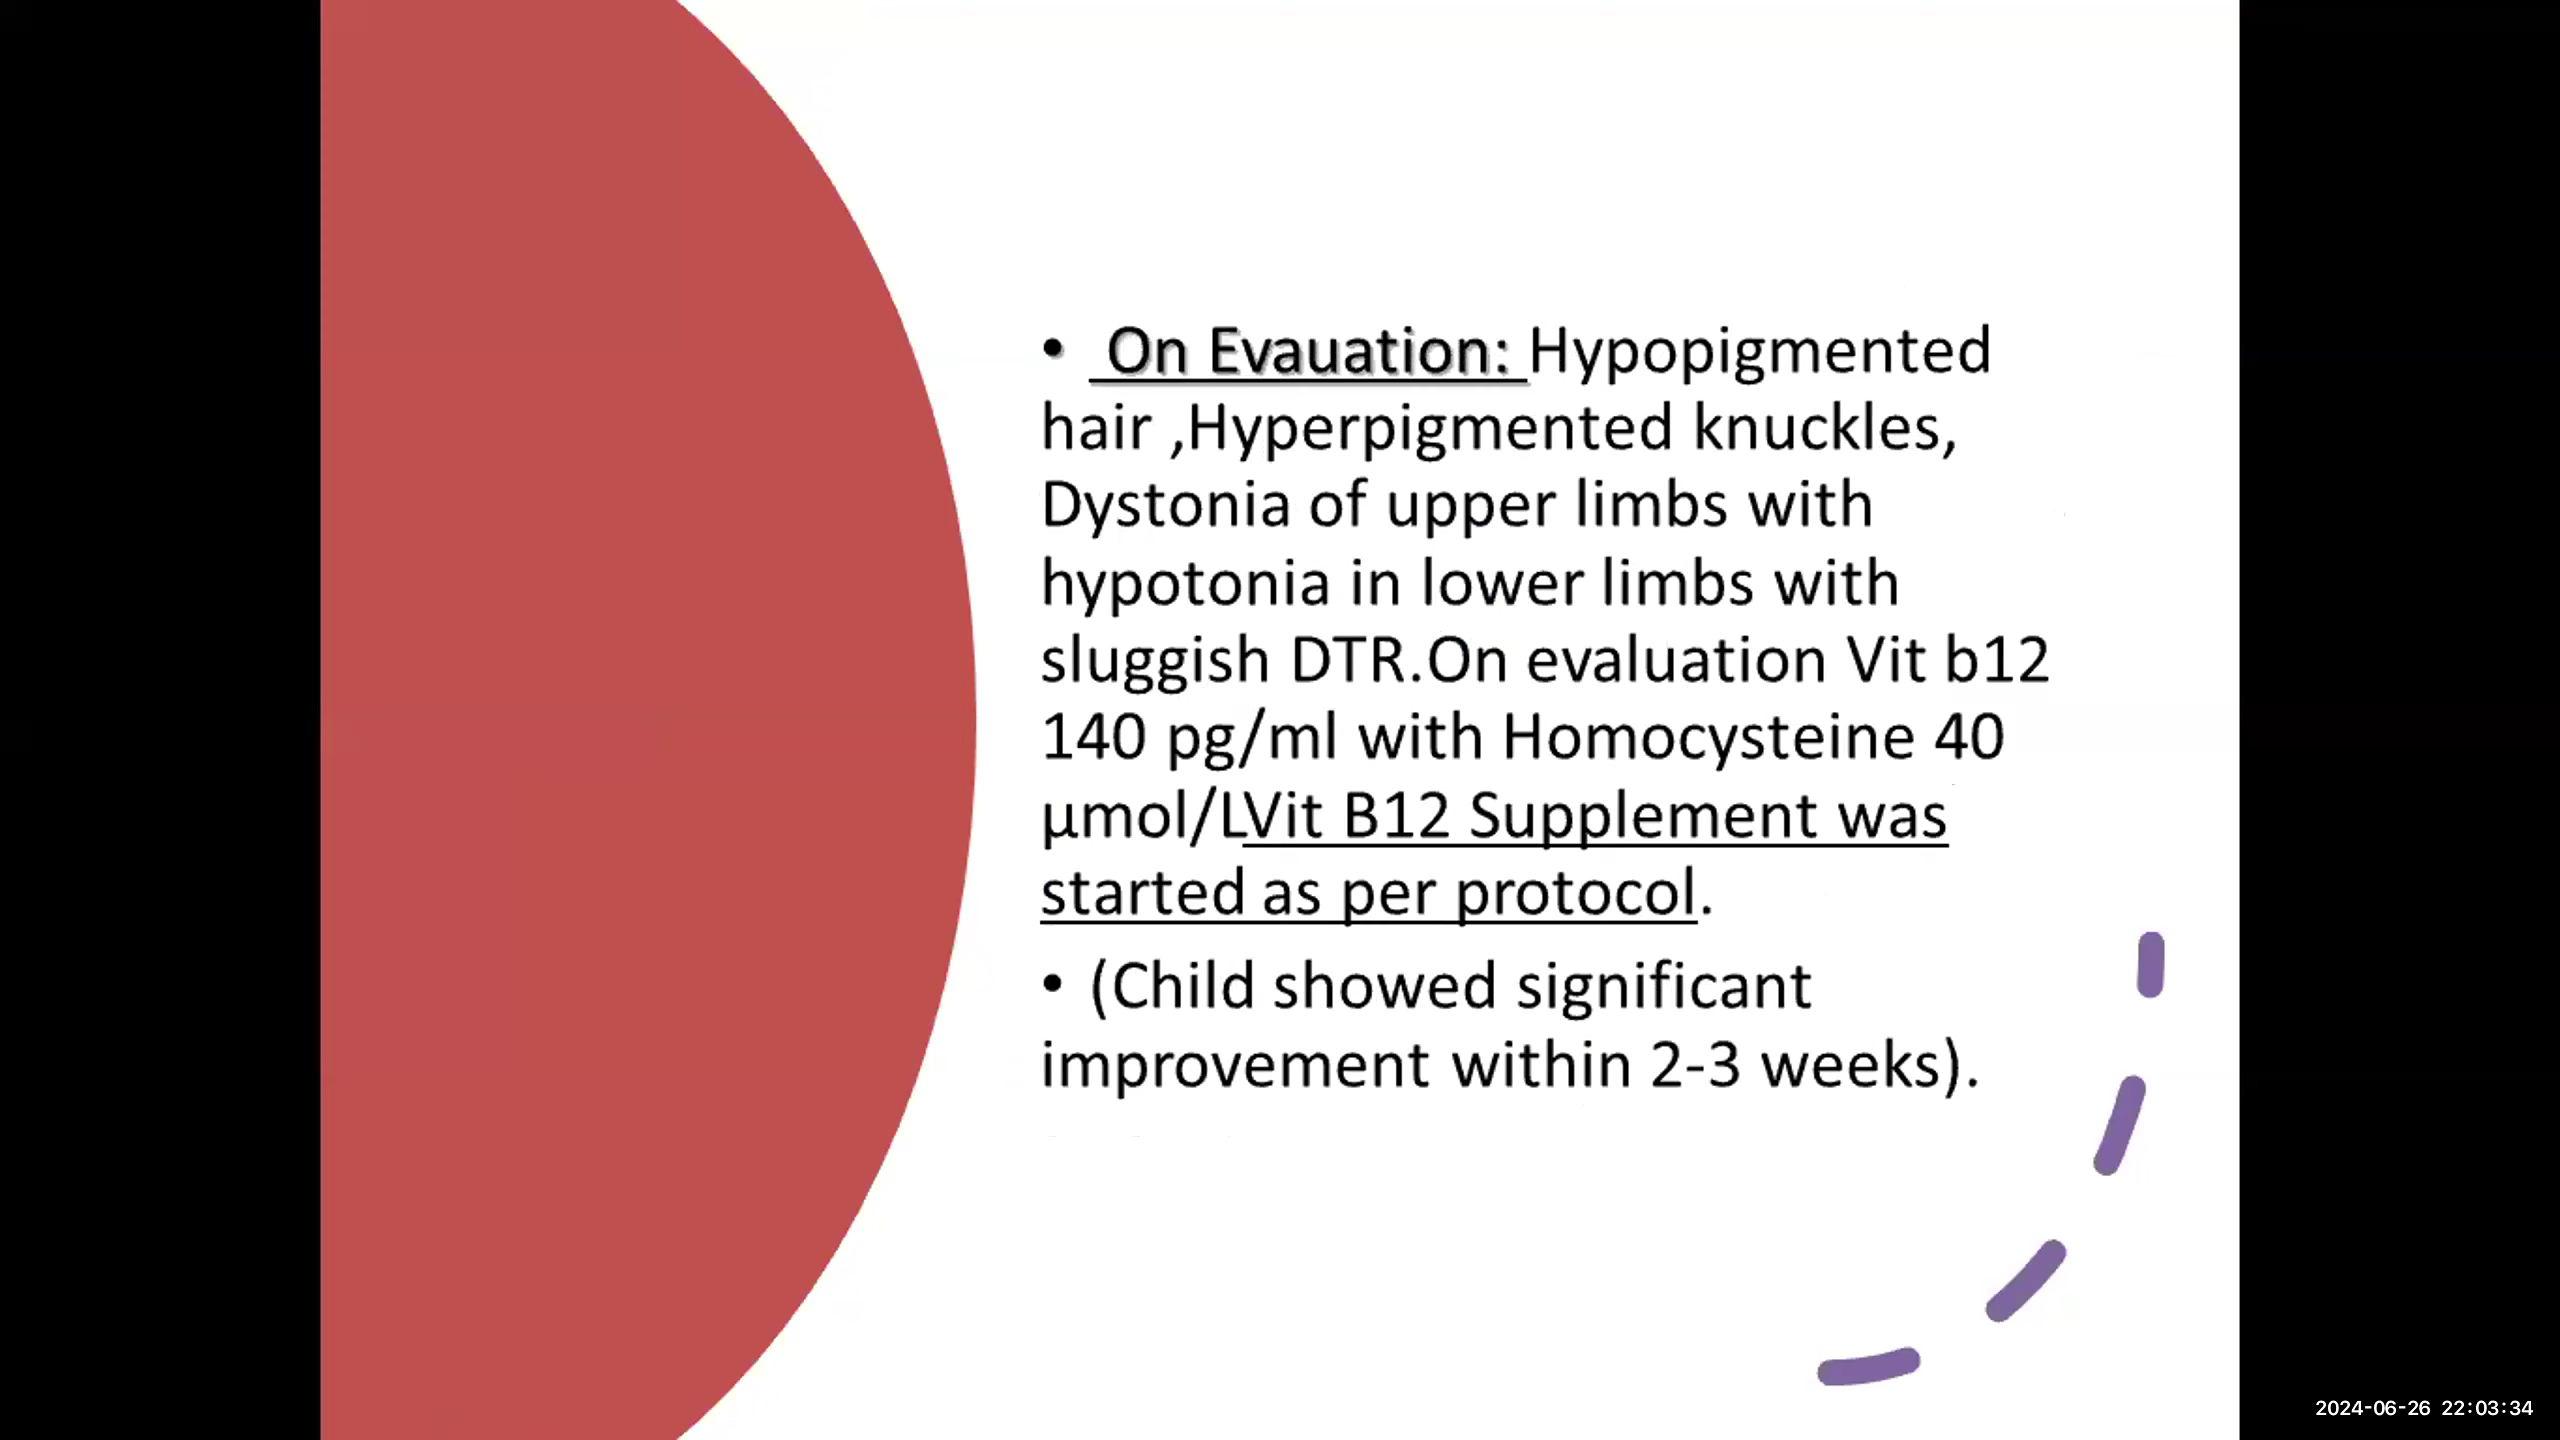 • On Evauation: Hypopigmented
hair ,Hyperpigmented knuckles,
Dystonia of upper limbs with
hypotonia in lower limbs with
sluggish DTR.On evaluation Vit b12
140 pg/ml with Homocysteine 40
µmol/LVit B12 Supplement was
started as per protocol.
• (Child showed significant
improvement within 2-3 weeks).
2024-06-26 22:03:34